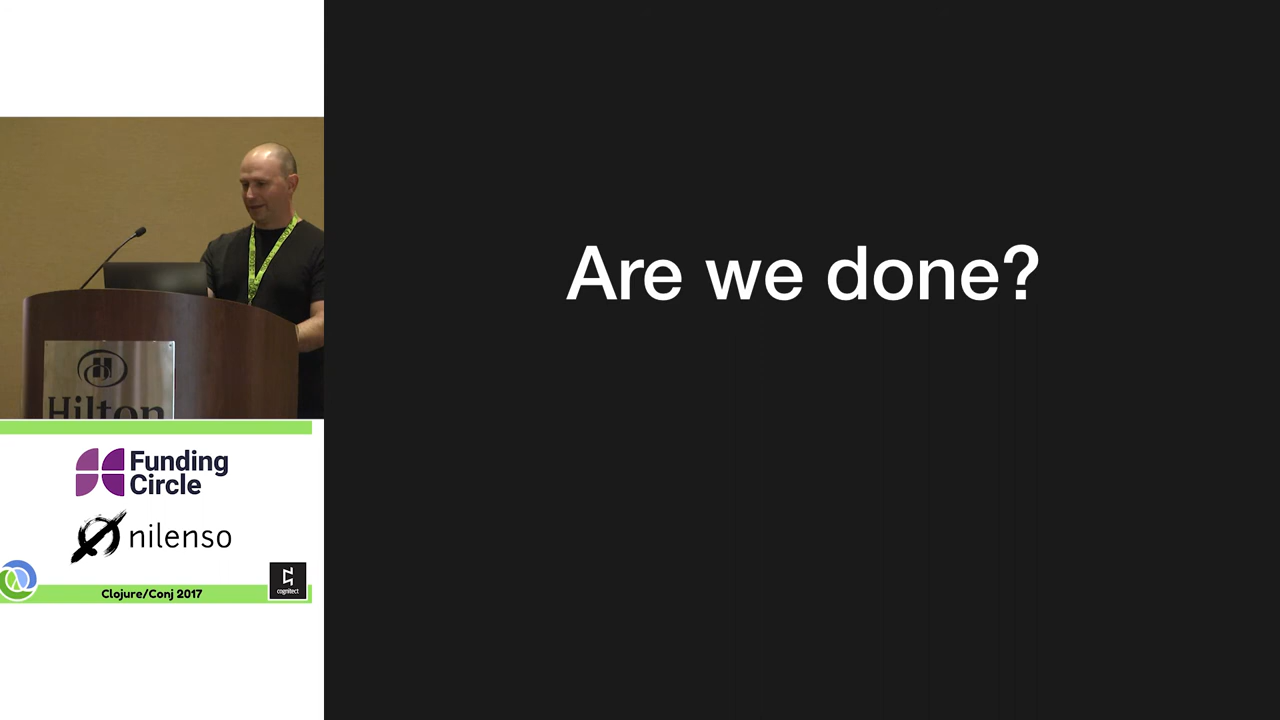 Are we done?
Hilton
Funding
Circle
nilenso
Clojure/Conj 2017
cognitect